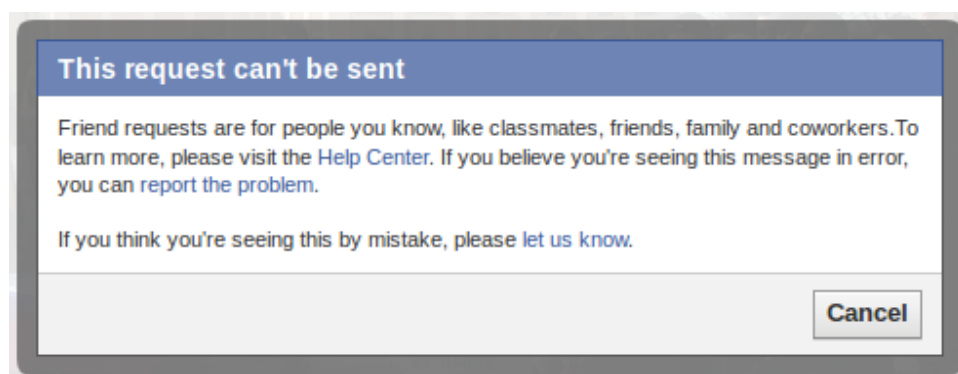 This request can't be sent
Friend requests are for people you know, like classmates, friends, family and coworkers.To
learn more, please visit the Help Center. If you believe you're seeing this message in error,
you can report the problem.
If you think you're seeing this by mistake, please let us know.
Cancel